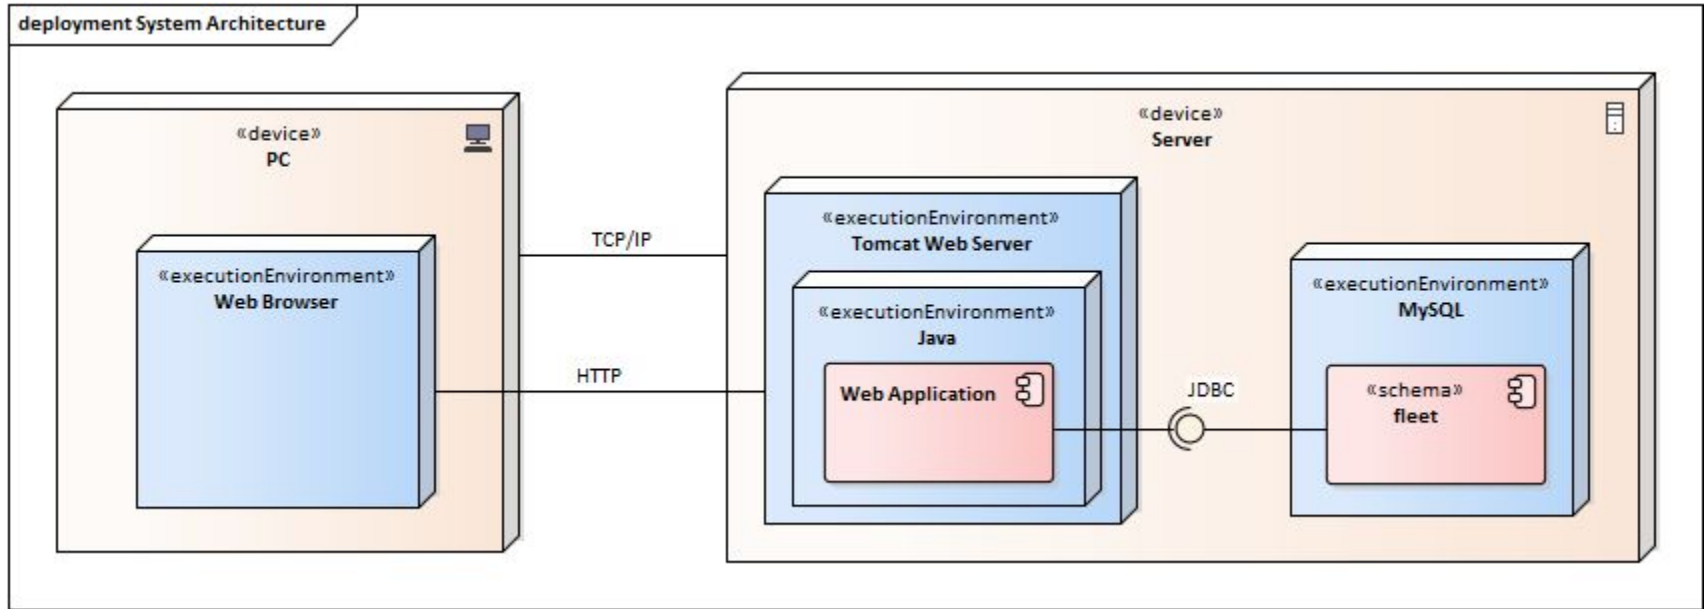 deployment System Architecture
«device»
PC
«executionEnvironment»
Web Browser
TCP/IP
HTTP
«device»
Server
«executionEnvironment»
Tomcat Web Server
«executionEnvironment»
Java
Web Application
JDBC
«executionEnvironment»
MySQL
«schema»
fleet